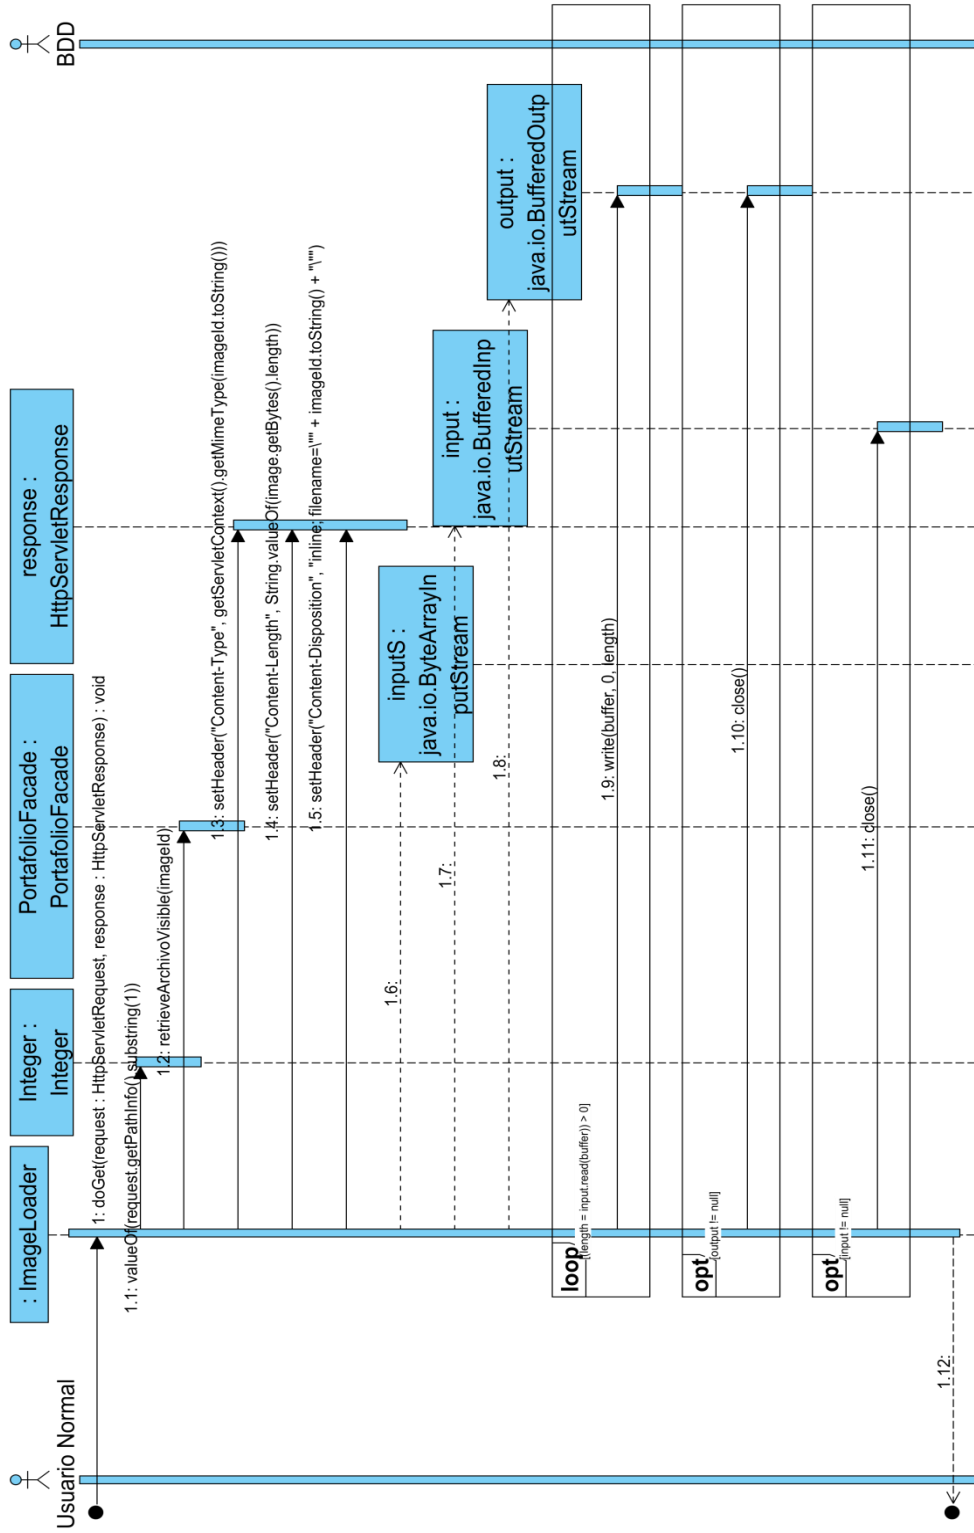 Usuario Normal
: ImageLoader
Integer :
Integer
PortafolioFacade :
PortafolioFacade
response :
HttpServletResponse
BDD
1: doGet(request : HttpServletRequest, response : HttpServletResponse) : void
1.1: valueOf(request.getPathInfo().substring(1))
1.2: retrieveArchivoVisible(imageId)
1.3: setHeader("Content-Type", getServletContext().getMimeType(imageId.toString()))
1.4: setHeader("Content-Length", String.valueOf(image.getBytes().length))
1.5: setHeader("Content-Disposition", "inline; filename=\"" + imageId.toString() + "\"")
1.6:
inputS :
java.io.ByteArrayIn
putStream
1.7:
input :
java.io.BufferedInp
utStream
1.8:
output :
java.io.BufferedOutp
utStream
loop
[(length = input.read(buffer)) > 0]
1.9: write(buffer, 0, length)
opt
[output != null]
1.10: close()
opt
[input != null]
1.11: close()
1.12: